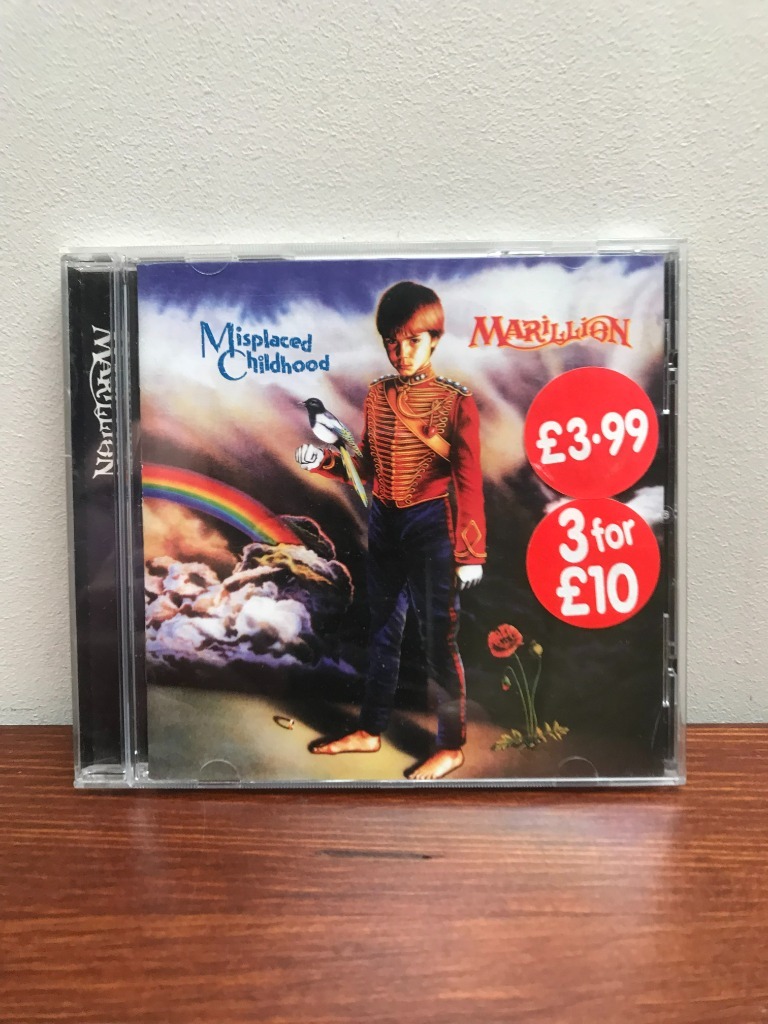 MARILLION
Misplaced
Childhood
MARILLION
£3.99
3 for
£10